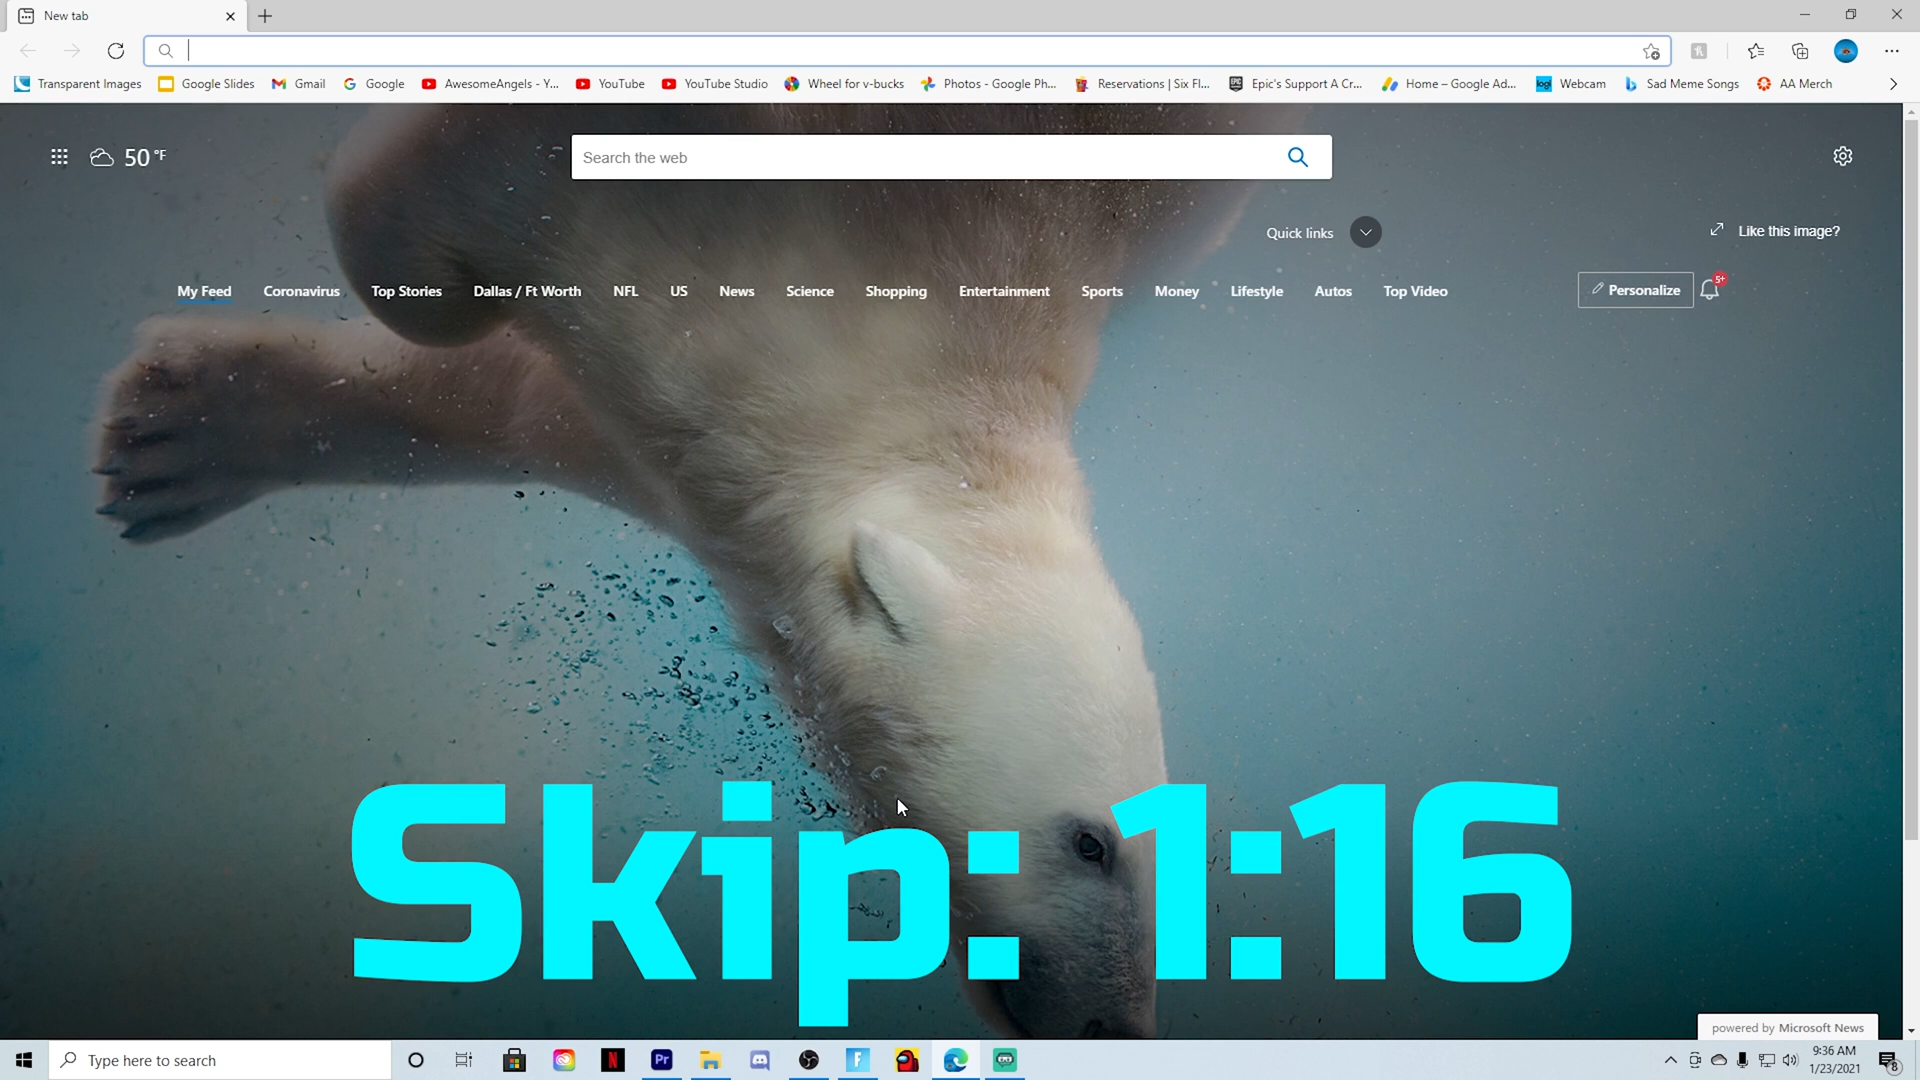 New tab
Transparent Images Google Slides Gmail Google AwesomeAngels - Y... YouTube YouTube Studio Wheel for v-bucks Photos - Google Ph... Reservations | Six Fl... Epic's Support A Cr... Home – Google Ad... Webcam Sad Meme Songs AA Merch
50 °F
Search the web
Quick links
Like this image?
My Feed Coronavirus Top Stories Dallas / Ft Worth NFL US News Science Shopping Entertainment Sports Money Lifestyle Autos Top Video
Personalize
5+
Skip: 1:16
powered by Microsoft News
Type here to search
Pr
9:36 AM
1/23/2021
8